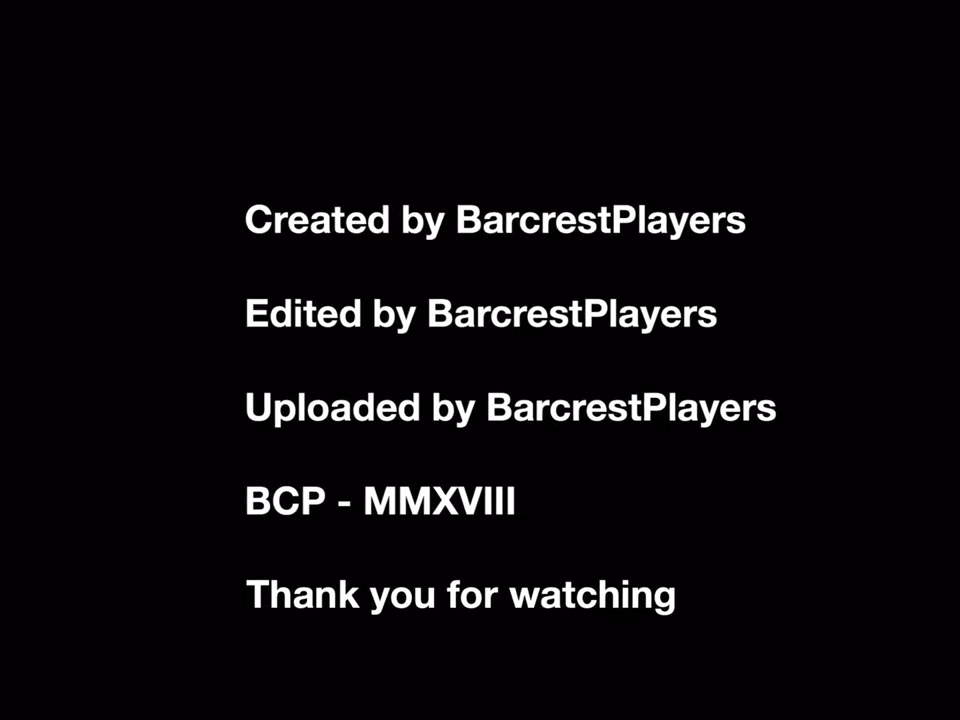 Created by BarcrestPlayers
Edited by BarcrestPlayers
Uploaded by BarcrestPlayers
BCP - MMXVIII
Thank you for watching